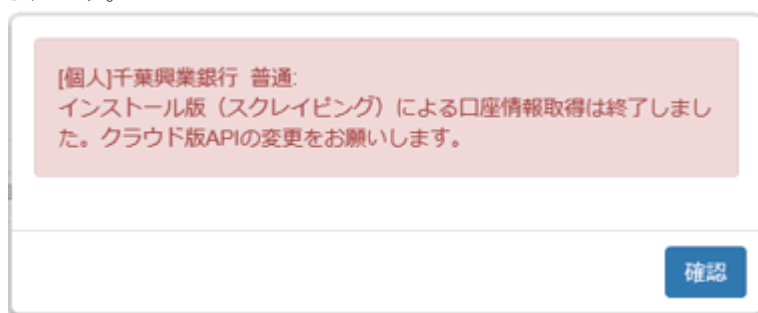 [個人]千葉興業銀行 普通:
インストール版（スクレイピング）による口座情報取得は終了しまし
た。クラウド版APIの変更をお願いします。
確認